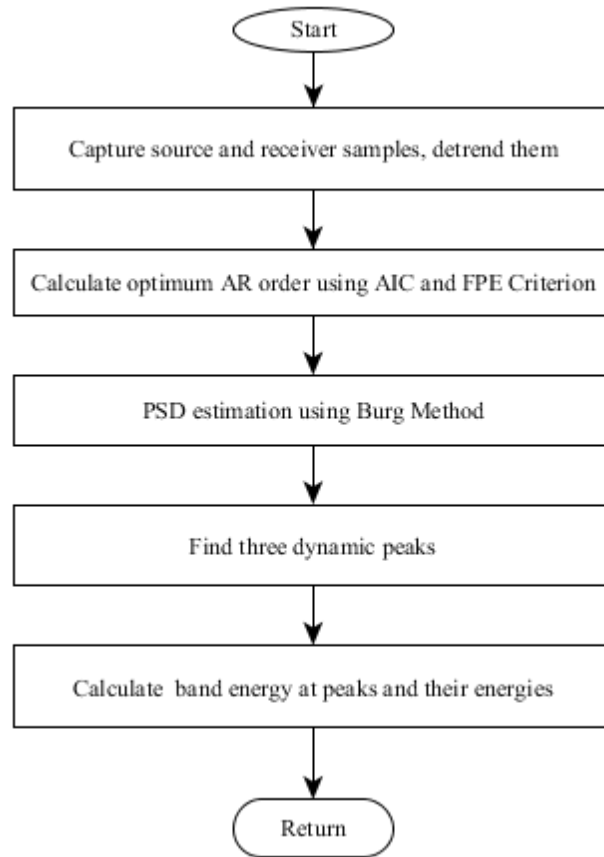 Start
Capture source and receiver samples, detrend them
Calculate optimum AR order using AIC and FPE Criterion
PSD estimation using Burg Method
Find three dynamic peaks
Calculate band energy at peaks and their energies
Return